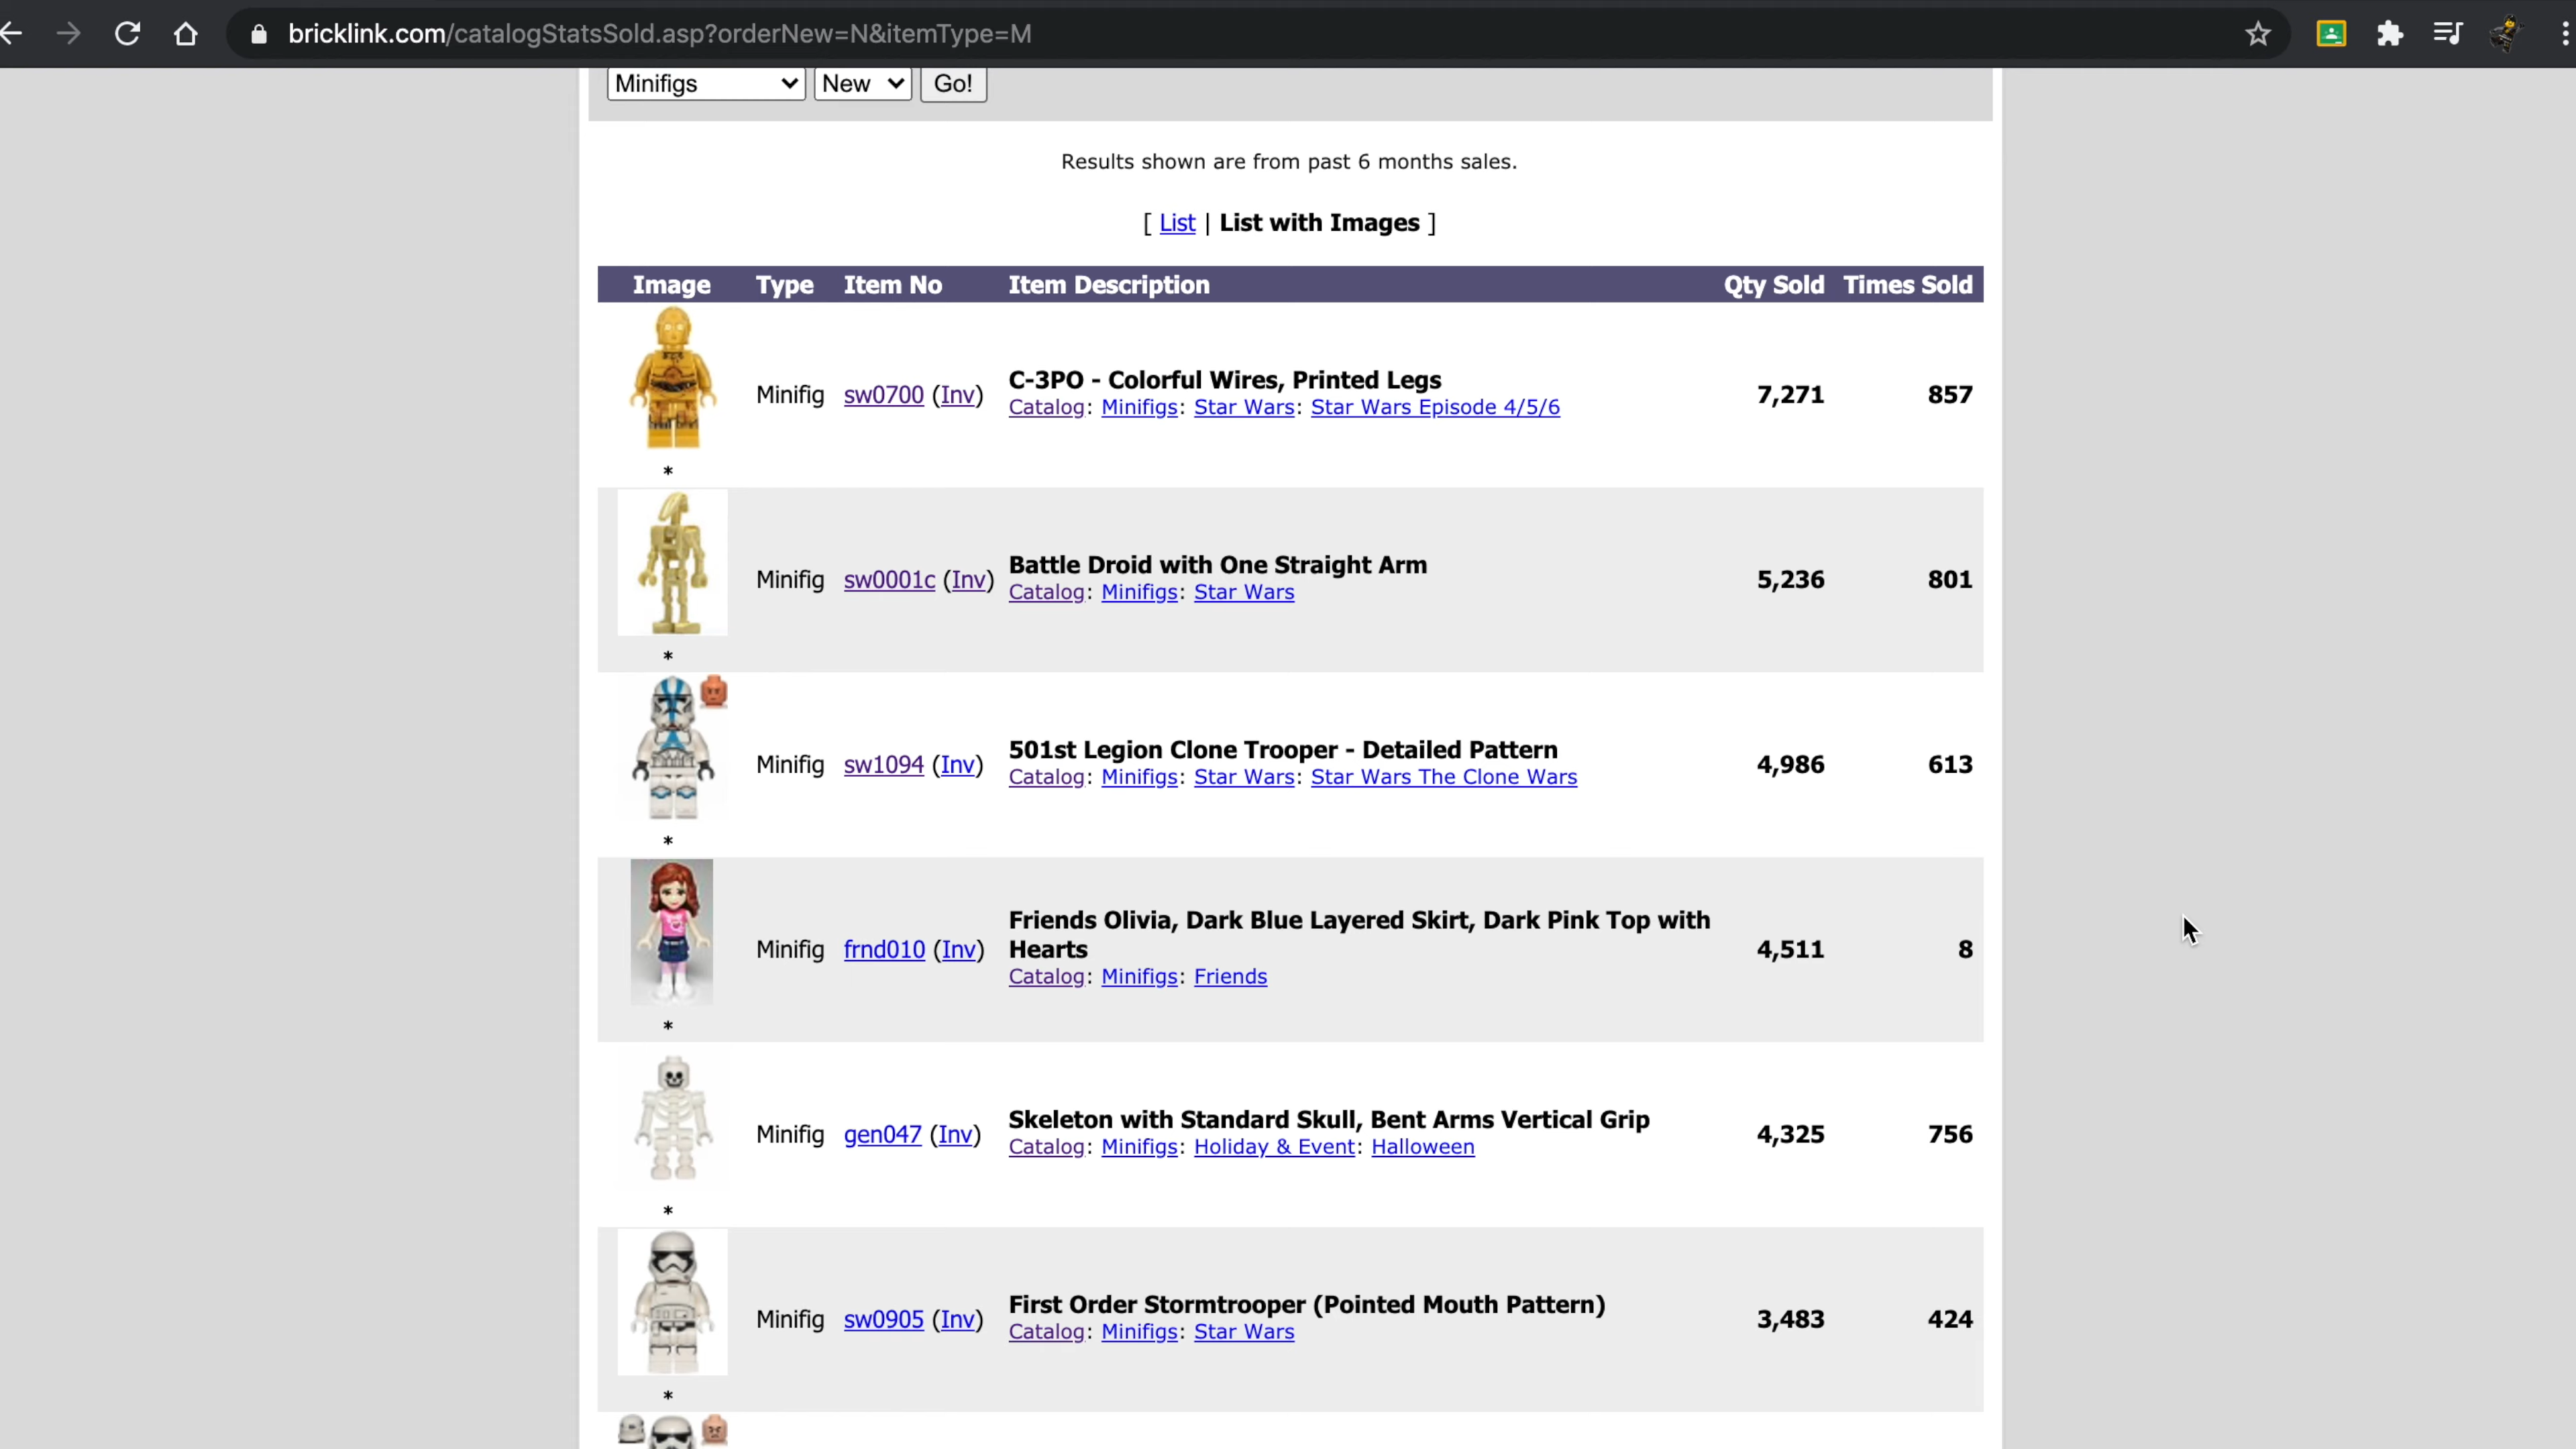 bricklink.com/catalogStatsSold.asp?orderNew=N&itemType=M
Minifigs New Go!
Results shown are from past 6 months sales.
[ List | List with Images ]
Image Type Item No Item Description Qty Sold Times Sold
C-3PO - Colorful Wires, Printed Legs
Minifig sw0700 (Inv) 7,271 857
Catalog: Minifigs: Star Wars: Star Wars Episode 4/5/6
*
Battle Droid with One Straight Arm
Minifig sw0001c (Inv) 5,236 801
Catalog: Minifigs: Star Wars
*
501st Legion Clone Trooper - Detailed Pattern
Minifig sw1094 (Inv) 4,986 613
Catalog: Minifigs: Star Wars: Star Wars The Clone Wars
*
Friends Olivia, Dark Blue Layered Skirt, Dark Pink Top with
Minifig frnd010 (Inv) Hearts 4,511 8
Catalog: Minifigs: Friends
*
Skeleton with Standard Skull, Bent Arms Vertical Grip
Minifig gen047 (Inv) 4,325 756
Catalog: Minifigs: Holiday & Event: Halloween
*
First Order Stormtrooper (Pointed Mouth Pattern)
Minifig sw0905 (Inv) 3,483 424
Catalog: Minifigs: Star Wars
*